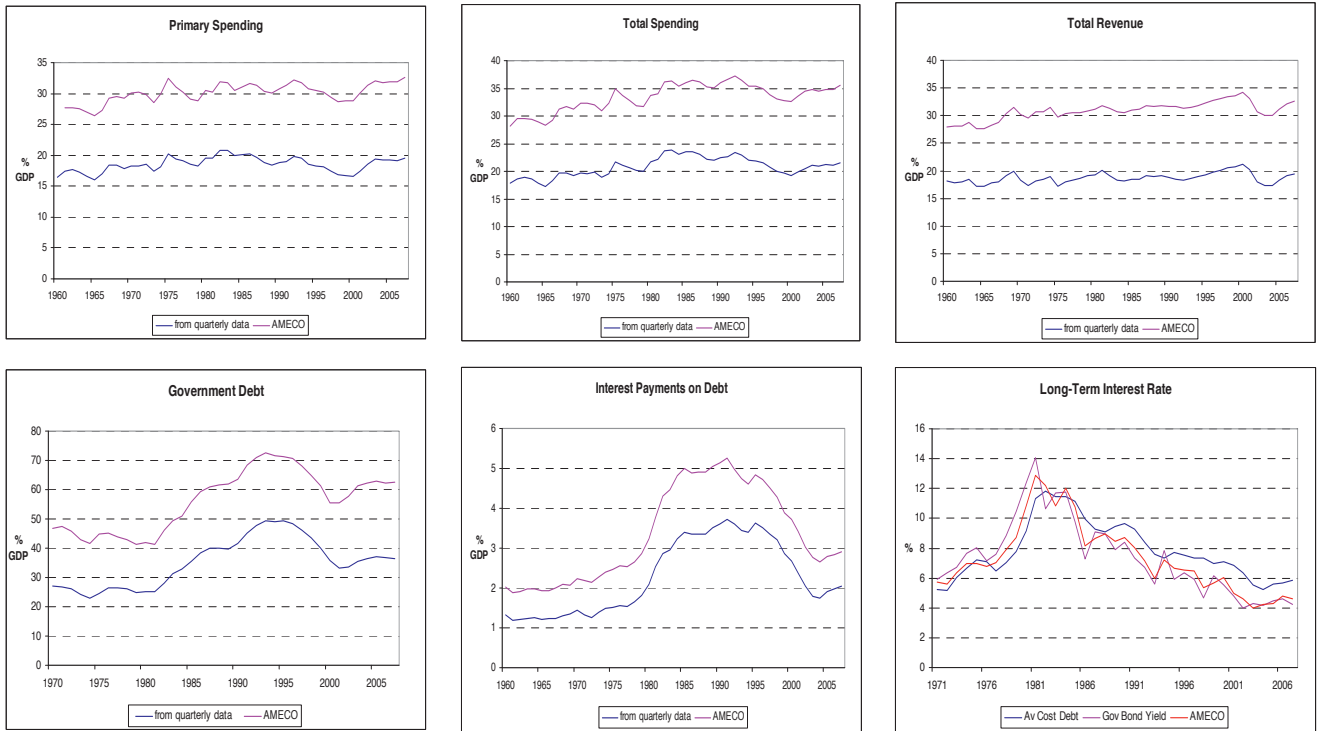 Primary Spending
35
30
25
20
% GDP
15
10
5
0
1960 1965 1970 1975 1980 1985 1990 1995 2000 2005
from quarterly data AMECO
Total Spending
40
35
30
25
20
% GDP
15
10
5
0
1960 1965 1970 1975 1980 1985 1990 1995 2000 2005
from quarterly data AMECO
Total Revenue
40
35
30
25
20
% GDP
15
10
5
0
1960 1965 1970 1975 1980 1985 1990 1995 2000 2005
from quarterly data AMECO
Government Debt
80
70
60
50
40
% GDP
30
20
10
0
1970 1975 1980 1985 1990 1995 2000 2005
from quarterly data AMECO
Interest Payments on Debt
6
5
4
3
% GDP
2
1
0
1960 1965 1970 1975 1980 1985 1990 1995 2000 2005
from quarterly data AMECO
Long-Term Interest Rate
16
14
12
10
8
%
6
4
2
0
1971 1976 1981 1986 1991 1996 2001 2006
Av Cost Debt Gov Bond Yield AMECO